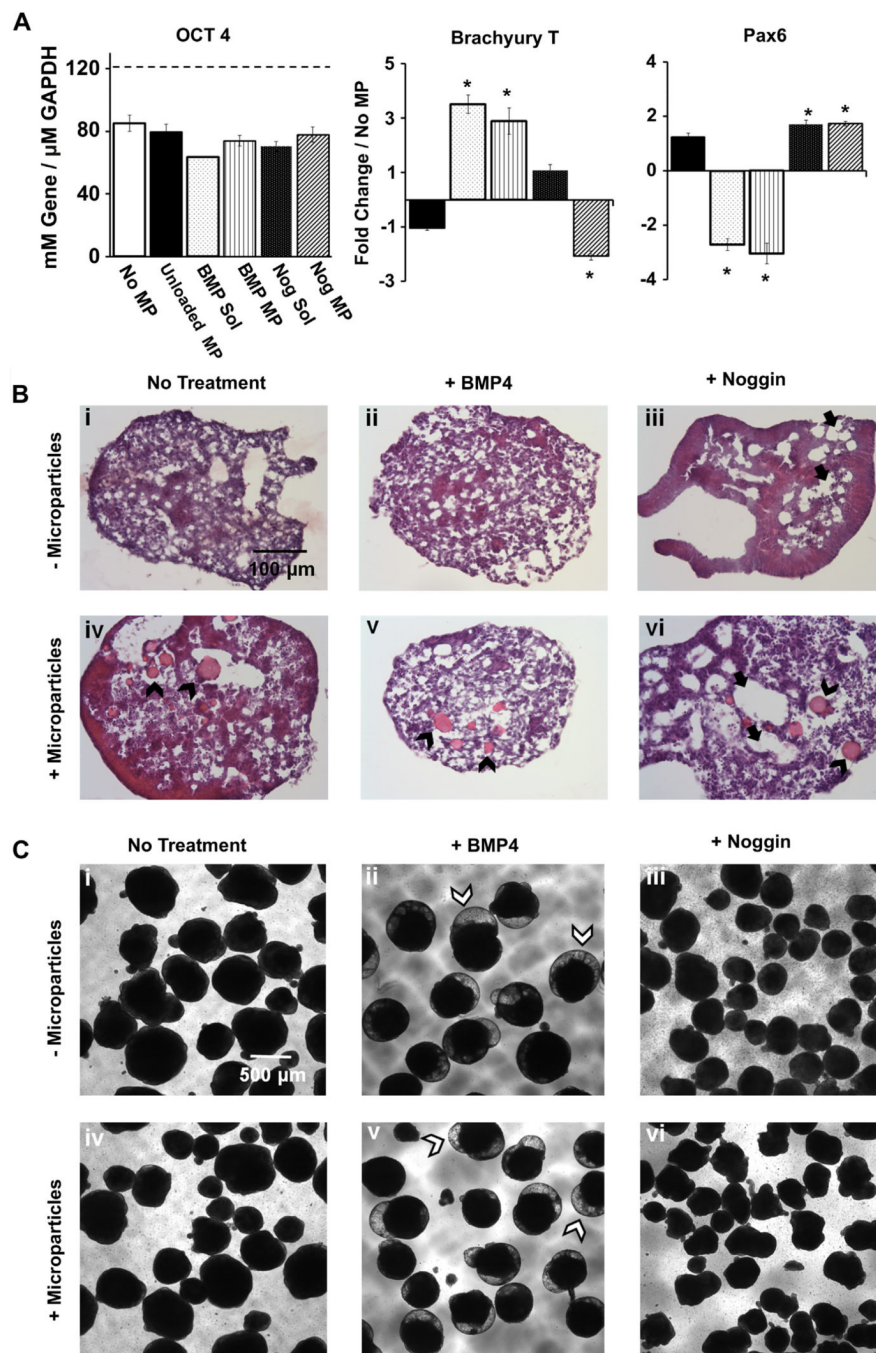 A
OCT 4
Brachyury T
Pax6
mM Gene / µM GAPDH
120
80
40
0
No MP
Unloaded MP
BMP Sol
BMP MP
Nog Sol
Nog MP
Fold Change / No MP
5
3
1
-1
-3
*
*
*
4
2
0
-2
-4
*
*
*
*
B
No Treatment
+ BMP4
+ Noggin
- Microparticles
i
ii
iii
100 µm
+ Microparticles
iv
v
vi
C
No Treatment
+ BMP4
+ Noggin
- Microparticles
i
ii
iii
500 µm
+ Microparticles
iv
v
vi